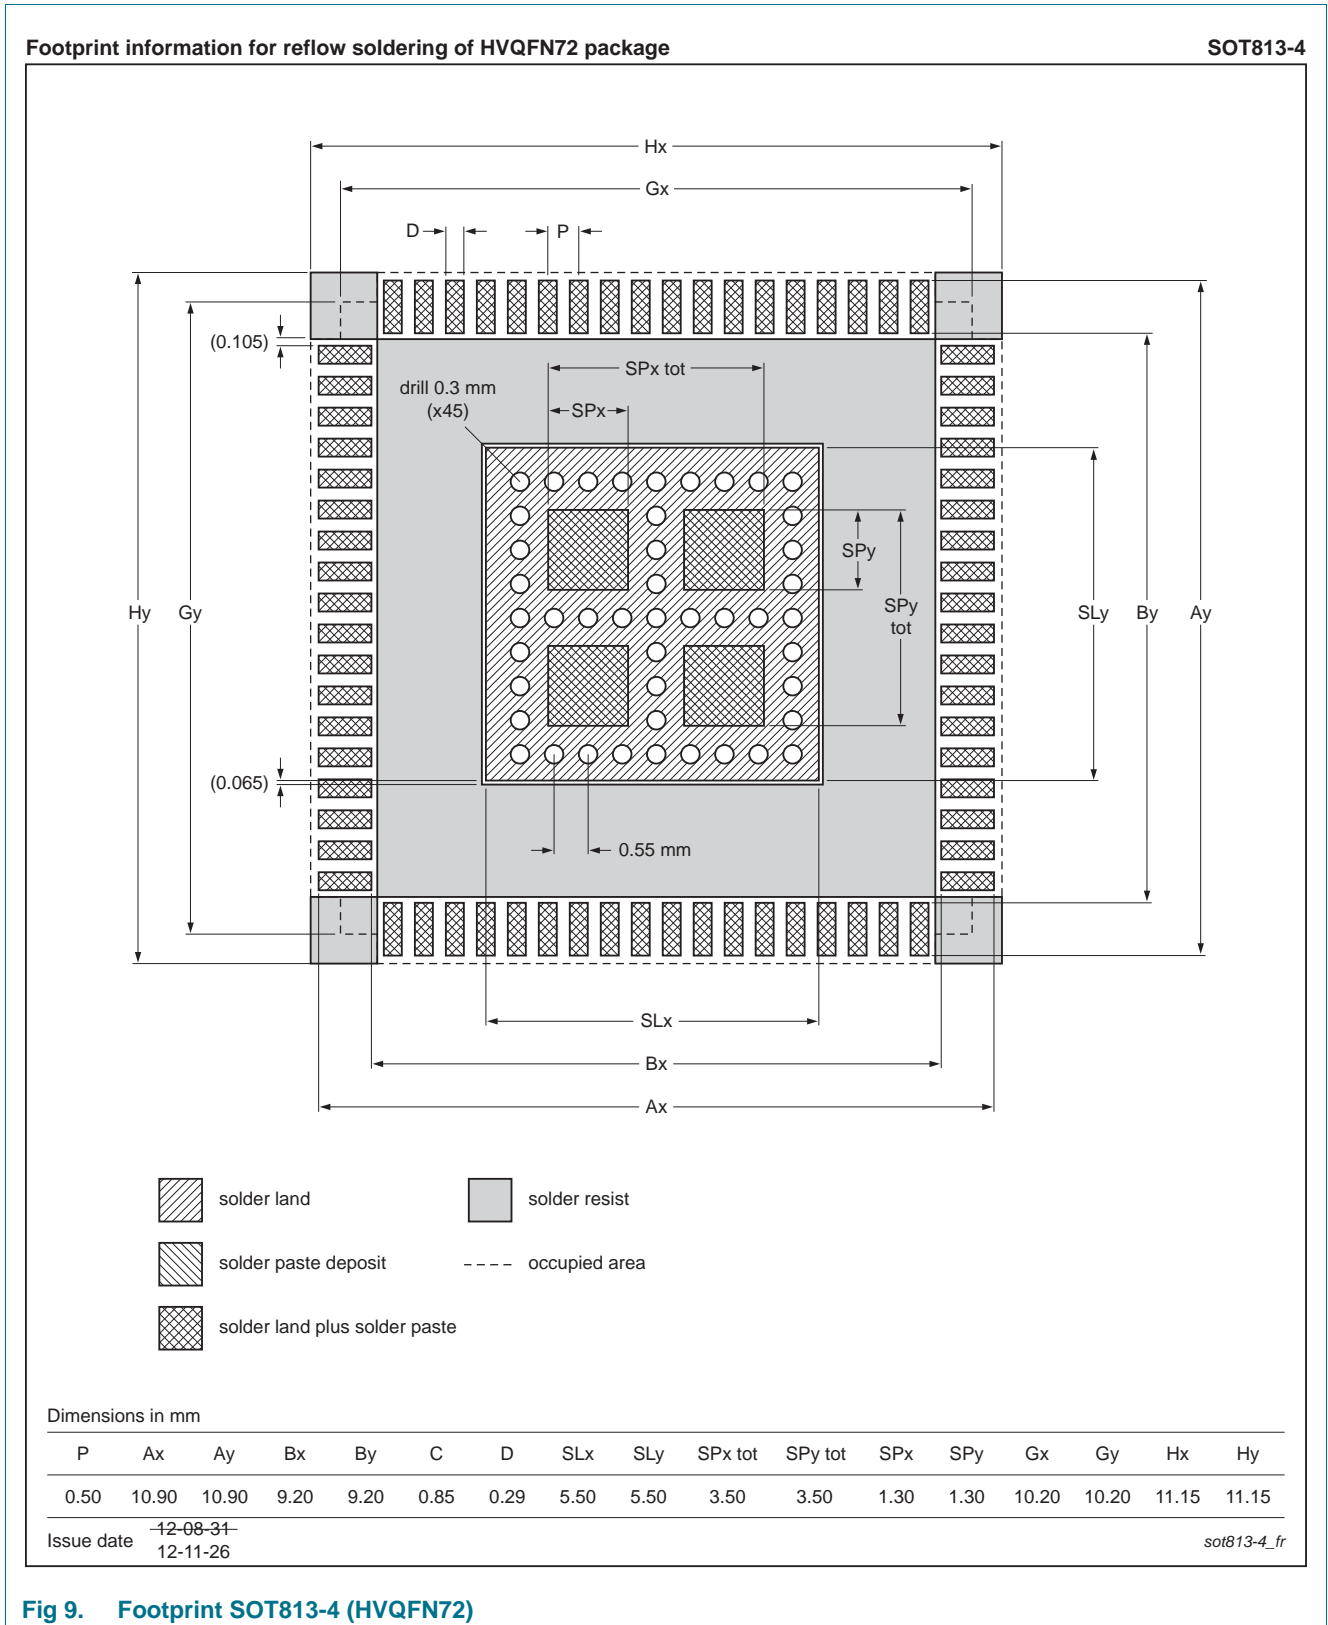 Footprint information for reflow soldering of HVQFN72 package SOT813-4
Hx
Gx
D P
(0.105)
SPx tot
drill 0.3 mm
(x45)
SPx
SPy
Hy Gy SPy
tot SLy By Ay
(0.065)
0.55 mm
SLx
Bx
Ax
solder land solder resist
solder paste deposit occupied area
solder land plus solder paste
Dimensions in mm
P Ax Ay Bx By C D SLx SLy SPx tot SPy tot SPx SPy Gx Gy Hx Hy
0.50 10.90 10.90 9.20 9.20 0.85 0.29 5.50 5.50 3.50 3.50 1.30 1.30 10.20 10.20 11.15 11.15
Issue date 12-08-31
12-11-26 sot813-4_fr
Fig 9. Footprint SOT813-4 (HVQFN72)